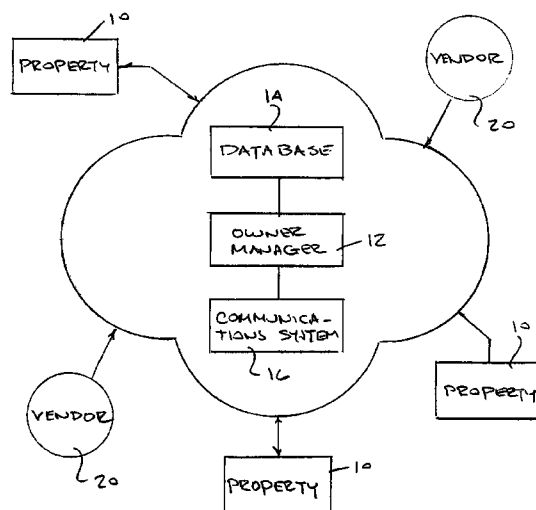 10
PROPERTY
VENDOR
20
14
DATABASE
OWNER
MANAGER
12
COMMUNICA-
TIONS SYSTEM
16
10
PROPERTY
VENDOR
20
10
PROPERTY